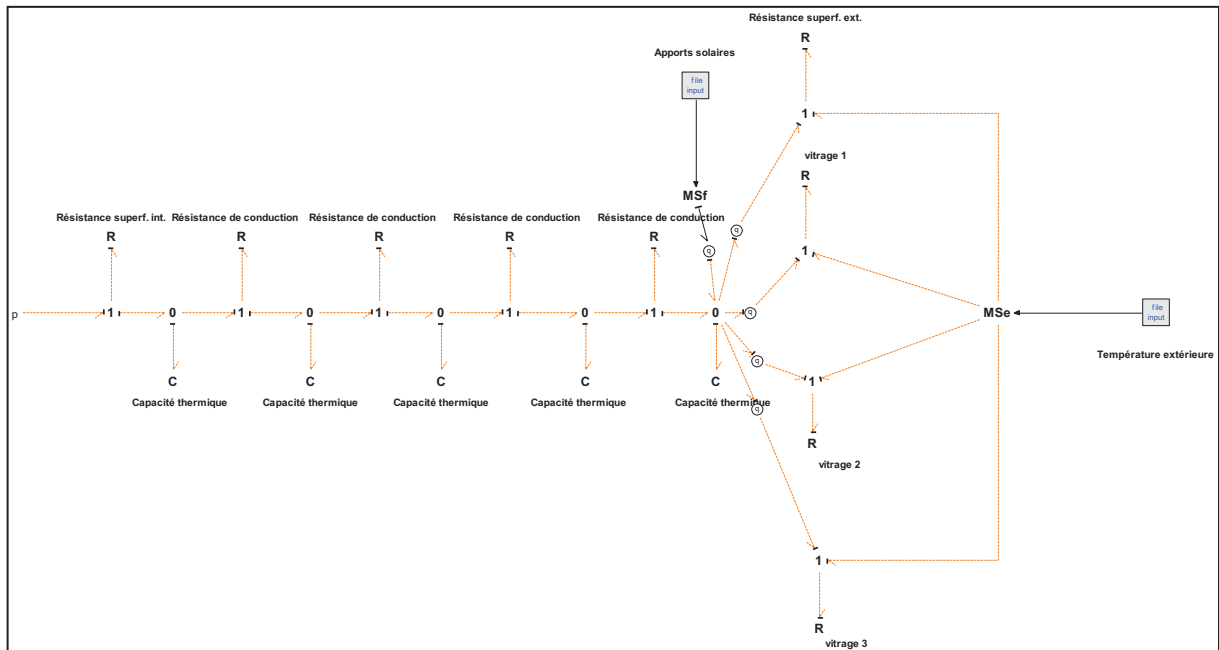 Résistance superf. ext.
R
Apports solaires
file
input
1
vitrage 1
R
MSf
Résistance superf. int.
Résistance de conduction
Résistance de conduction
Résistance de conduction
Résistance de conduction
R
R
R
R
R
q
q
1
p
1
0
1
0
1
0
1
0
1
0
q
MSe
file
input
Température extérieure
q
C
C
C
C
C
1
Capacité thermique
Capacité thermique
Capacité thermique
Capacité thermique
Capacité thermique
q
R
vitrage 2
1
R
vitrage 3